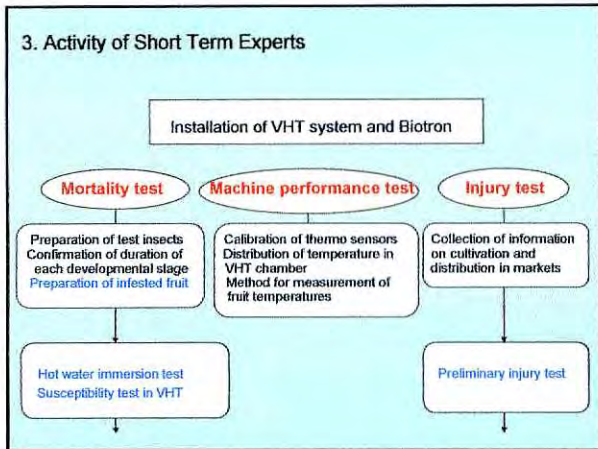 3. Activity of Short Term Experts
Installation of VHT system and Biotron
Mortality test
Machine performance test
Injury test
Preparation of test insects
Confirmation of duration of
each developmental stage
Preparation of infested fruit
Calibration of thermo sensors
Distribution of temperature in
VHT chamber
Method for measurement of
fruit temperatures
Collection of information
on cultivation and
distribution in markets
Hot water immersion test
Susceptibility test in VHT
Preliminary injury test